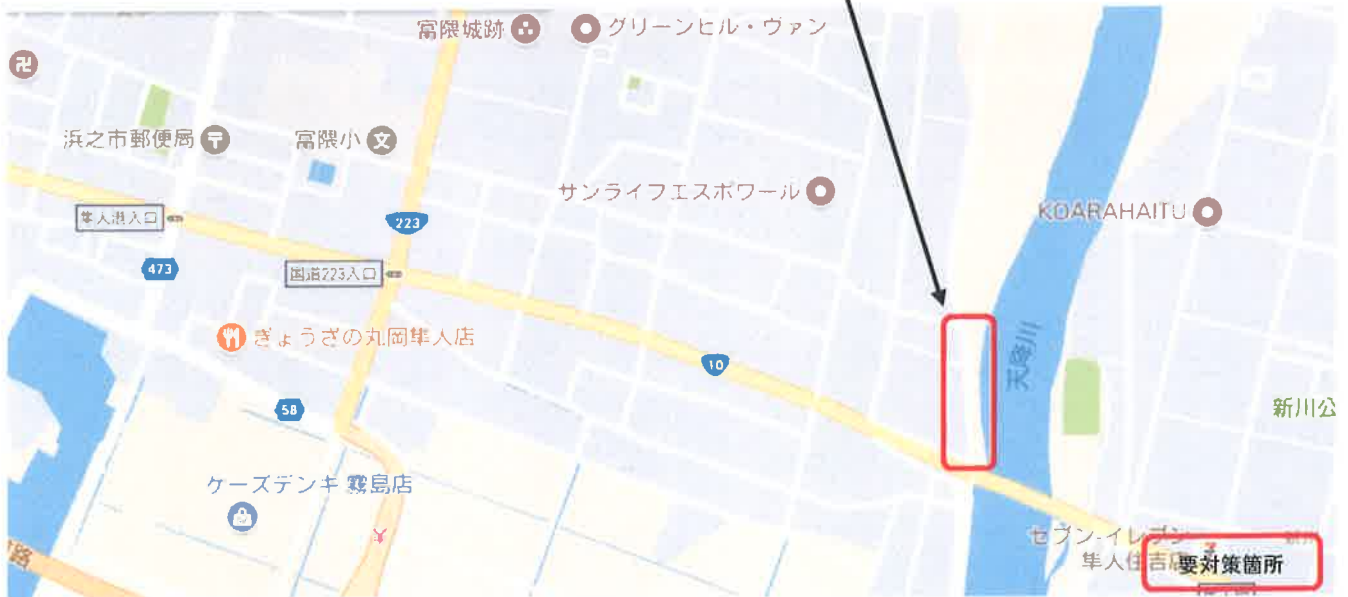 富隈城跡
グリーンヒル・ヴァン
卍
浜之市郵便局
〒
富隈小
文
サンライフエスポワール
KOARAHAITU
隼人港入口
223
473
国道223入口
天降川
ぎょうざの丸岡隼人店
10
58
新川公
ケーズデンキ 霧島店
セブン-イレブン
隼人住吉店
要対策箇所